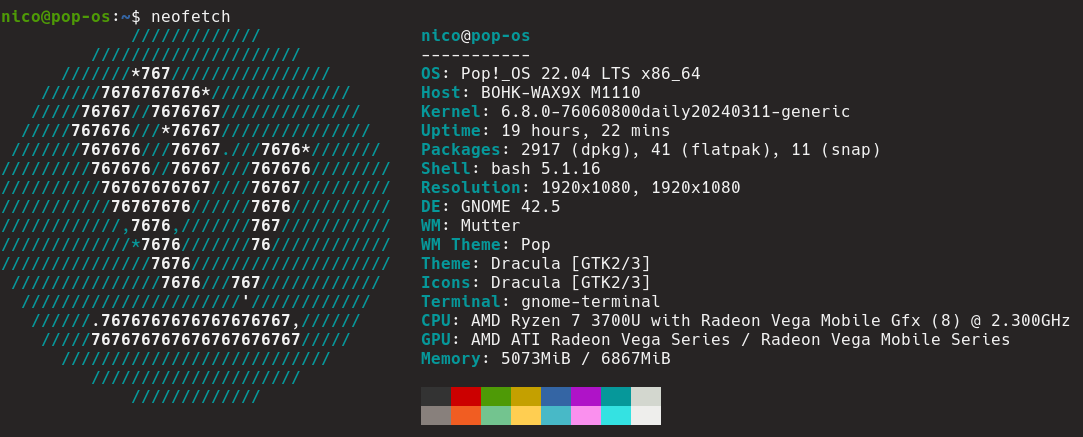 nico@pop-os:~$ neofetch
             /////////////                nico@pop-os
         /////////////////////            -----------
      ///////*767////////////////         OS: Pop!_OS 22.04 LTS x86_64
    //////7676767676*//////////////       Host: BOHK-WAX9X M1110
   /////76767//7676767//////////////      Kernel: 6.8.0-76060800daily20240311-generic
  /////767676///*76767///////////////     Uptime: 19 hours, 22 mins
 ///////767676///76767.///7676*///////    Packages: 2917 (dpkg), 41 (flatpak), 11 (snap)
/////////767676//76767///767676////////   Shell: bash 5.1.16
//////////76767676767////76767/////////   Resolution: 1920x1080, 1920x1080
///////////76767676//////7676//////////   DE: GNOME 42.5
////////////,7676,///////767///////////   WM: Mutter
/////////////*7676///////76////////////   WM Theme: Pop
///////////////7676////////////////////   Theme: Dracula [GTK2/3]
 ///////////////7676///767////////////    Icons: Dracula [GTK2/3]
  //////////////////////'////////////     Terminal: gnome-terminal
   //////.7676767676767676767,//////      CPU: AMD Ryzen 7 3700U with Radeon Vega Mobile Gfx (8) @ 2.300GHz
    /////767676767676767676767/////       GPU: AMD ATI Radeon Vega Series / Radeon Vega Mobile Series
      ///////////////////////////         Memory: 5073MiB / 6867MiB
         /////////////////////
             /////////////